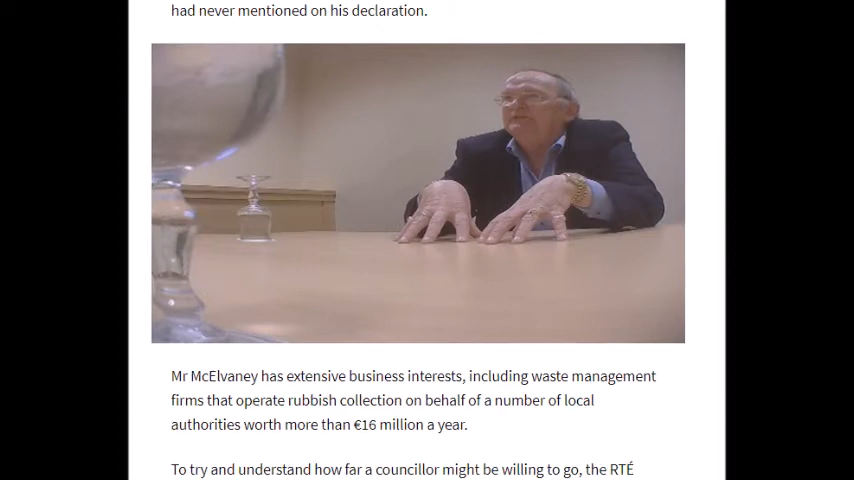 had never mentioned on his declaration.
Mr McElvaney has extensive business interests, including waste management
firms that operate rubbish collection on behalf of a number of local
authorities worth more than €16 million a year.
To try and understand how far a councillor might be willing to go, the RTÉ